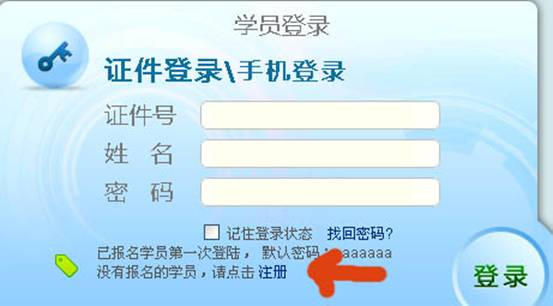 学员登录
证件登录\手机登录
证件号
姓 名
密 码
记住登录状态 找回密码?
已报名学员第一次登陆, 默认密码:aaaaaa
没有报名的学员,请点击注册
登录